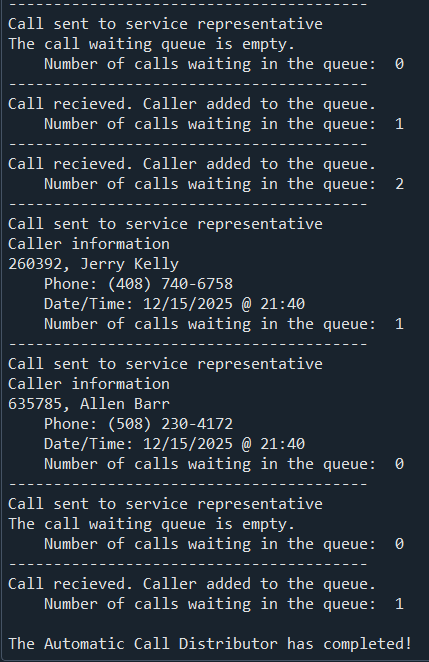 ----------------------------------------
Call sent to service representative
The call waiting queue is empty.
    Number of calls waiting in the queue:  0
----------------------------------------
Call recieved. Caller added to the queue.
    Number of calls waiting in the queue:  1
----------------------------------------
Call recieved. Caller added to the queue.
    Number of calls waiting in the queue:  2
----------------------------------------
Call sent to service representative
Caller information
260392, Jerry Kelly
    Phone: (408) 740-6758
    Date/Time: 12/15/2025 @ 21:40
    Number of calls waiting in the queue:  1
----------------------------------------
Call sent to service representative
Caller information
635785, Allen Barr
    Phone: (508) 230-4172
    Date/Time: 12/15/2025 @ 21:40
    Number of calls waiting in the queue:  0
----------------------------------------
Call sent to service representative
The call waiting queue is empty.
    Number of calls waiting in the queue:  0
----------------------------------------
Call recieved. Caller added to the queue.
    Number of calls waiting in the queue:  1

The Automatic Call Distributor has completed!